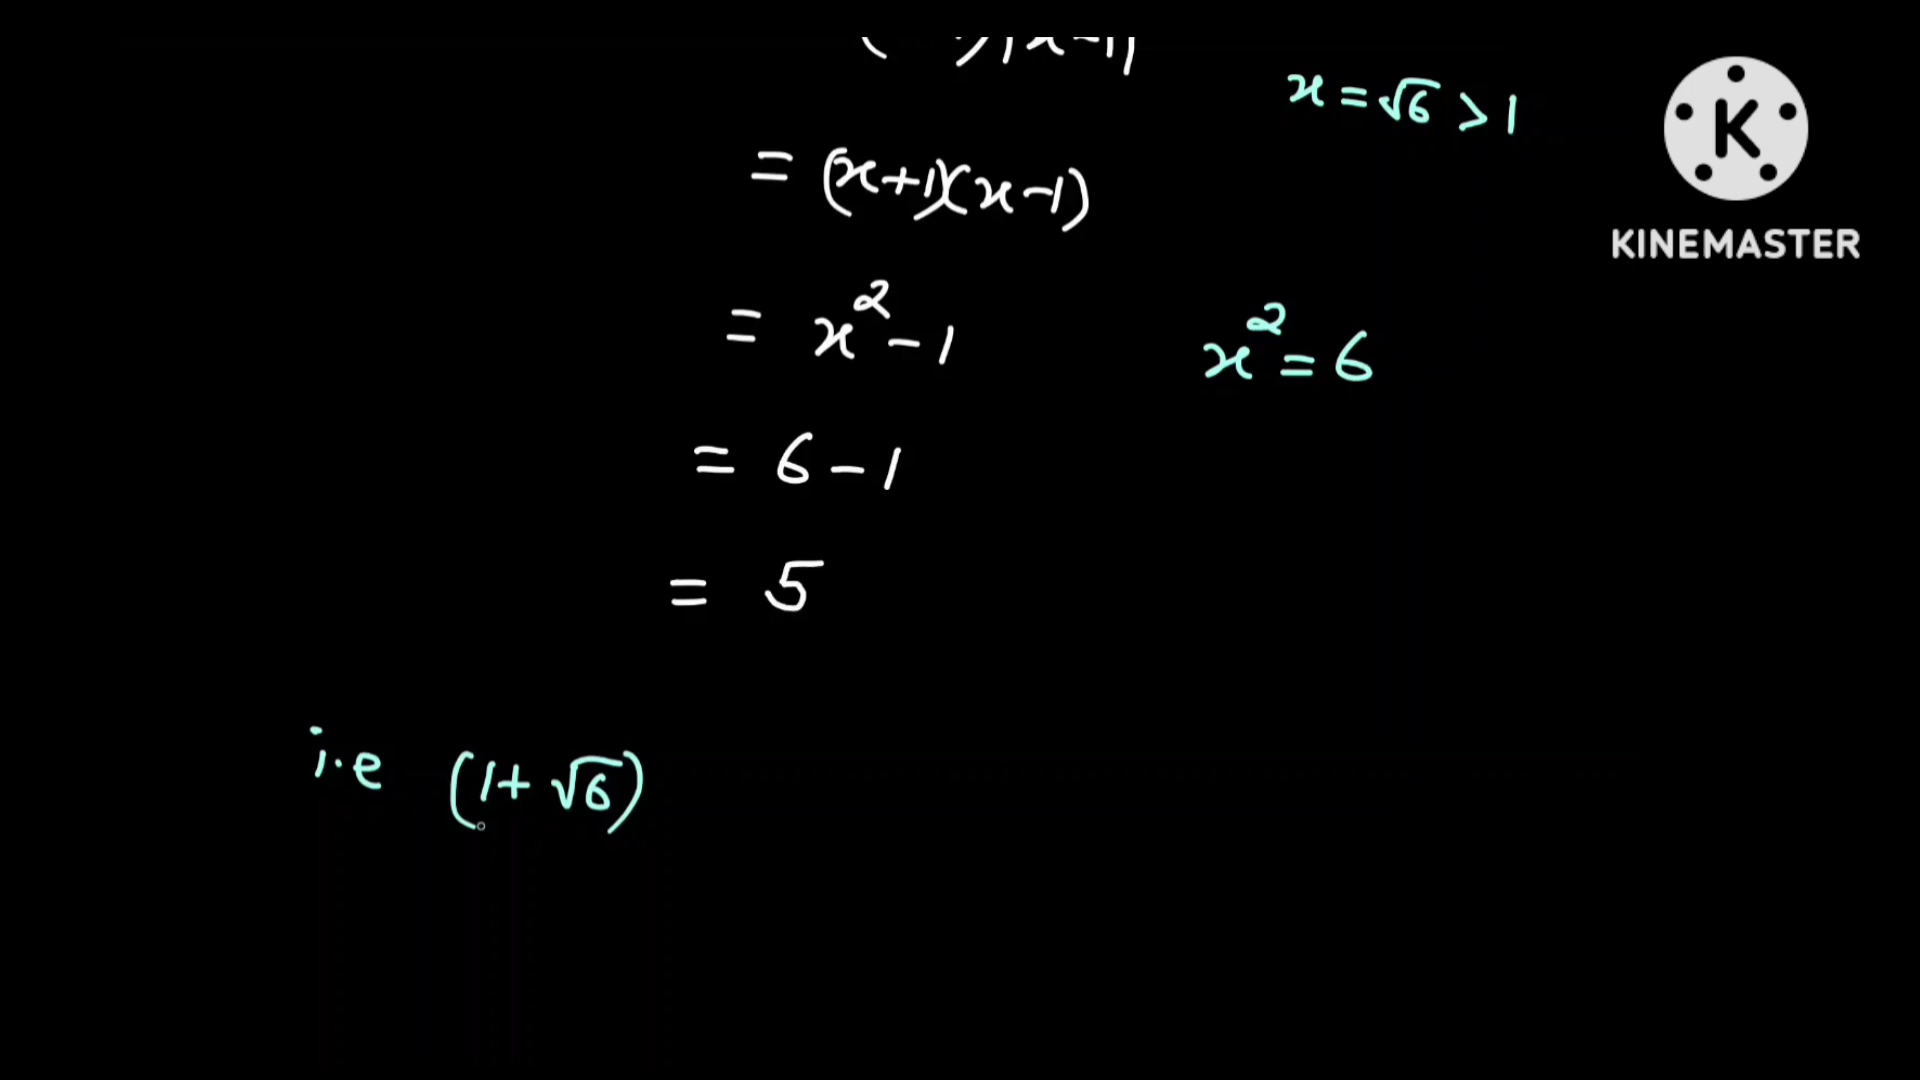 x = √6 > 1
= (x+1)(x-1)
K
KINEMASTER
= x² - 1
x² = 6
= 6 - 1
= 5
i.e (1 + √6)